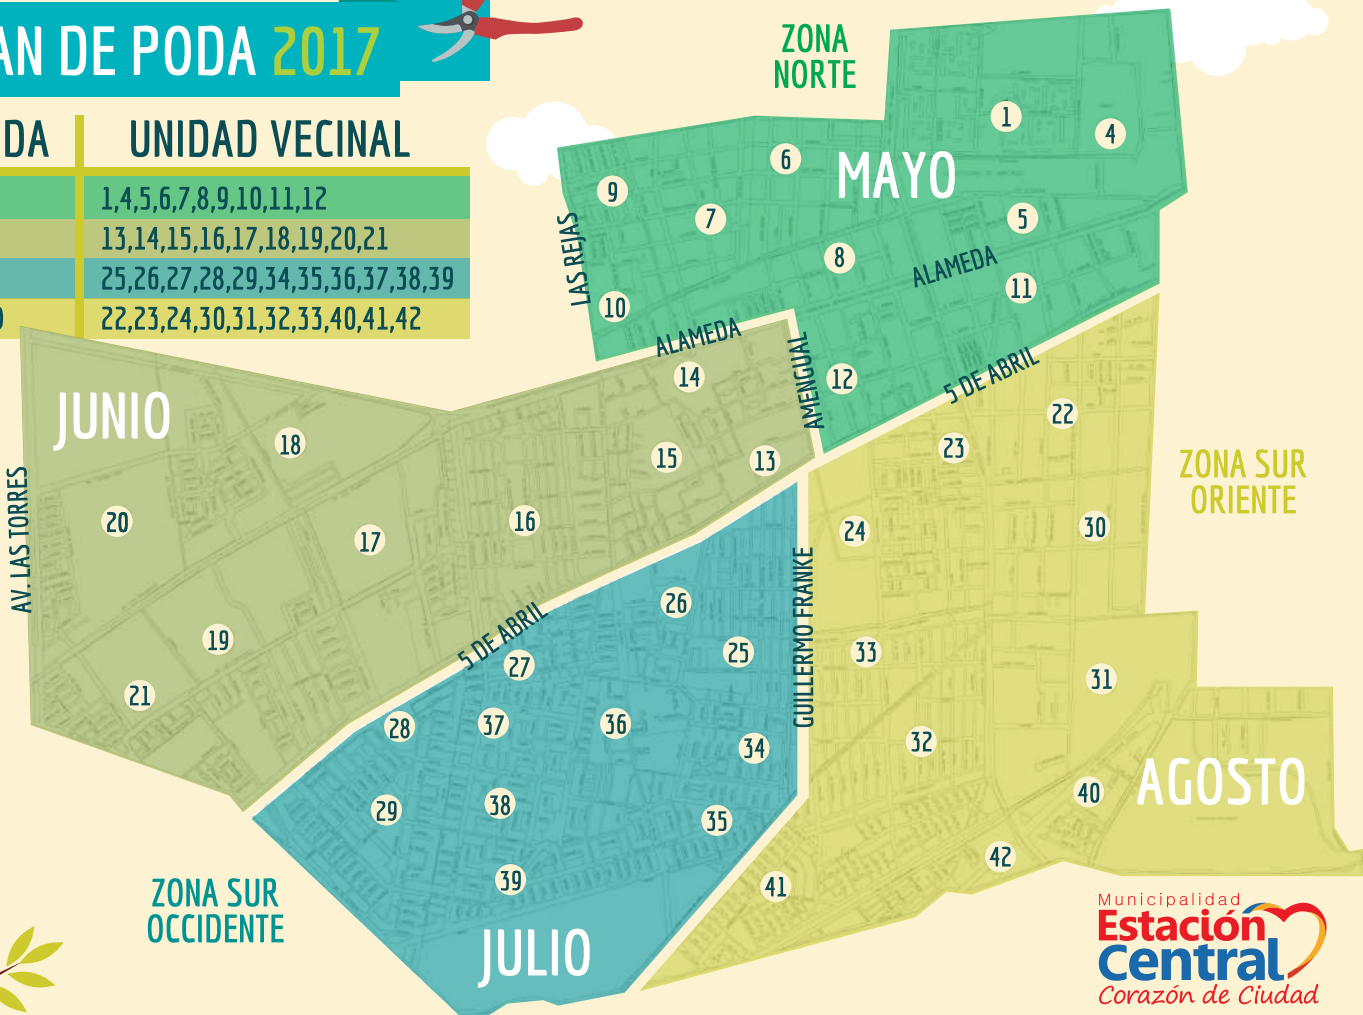 AN DE PODA 2017
DA UNIDAD VECINAL
1,4,5,6,7,8,9,10,11,12
13,14,15,16,17,18,19,20,21
25,26,27,28,29,34,35,36,37,38,39
O 22,23,24,30,31,32,33,40,41,42
ZONA
NORTE
MAYO
1
4
6
9
7
5
8
11
10
12
LAS REJAS
ALAMEDA
ALAMEDA
AMENGUAL
5 DE ABRIL
JUNIO
14
18
15
13
20
17
16
19
21
AV. LAS TORRES
5 DE ABRIL
22
23
24
30
33
31
32
40
42
41
ZONA SUR
ORIENTE
AGOSTO
GUILLERMO FRANKE
26
25
27
28
37
36
34
29
38
35
39
JULIO
ZONA SUR
OCCIDENTE
Municipalidad
Estación
Central
Corazón de Ciudad